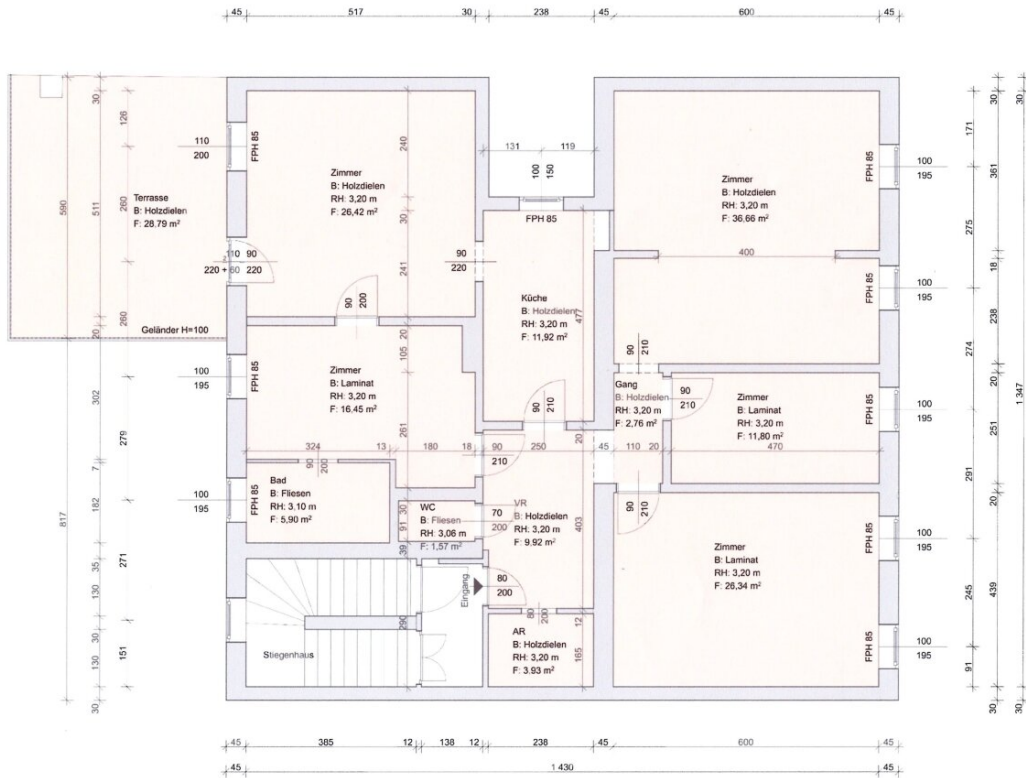 45
517
30
131
238
119
45
600
45
30
126
590
511
260
260
20
817
302
279
7
182
271
35
130
30
151
130
30
110
200
FPH 85
Terrasse
B: Holzdielen
F: 28.79 m²
110 90
220 + 60 220
Geländer H=100
Zimmer
B: Holzdielen
RH: 3,20 m
F: 26,42 m²
240
30
241
90
220
90
200
131
119
100
150
FPH 85
Küche
B: Holzdielen
RH: 3,20 m
F: 11,92 m²
477
Zimmer
B: Holzdielen
RH: 3,20 m
F: 36,66 m²
400
FPH 85
100
195
FPH 85
100
195
100
195
FPH 85
Zimmer
B: Laminat
RH: 3,20 m
F: 16,45 m²
20
105
261
324
13
180
18
90
210
250
45
110
20
470
90
210
20
90
210
Gang
B: Holzdielen
RH: 3,20 m
F: 2,76 m²
90
210
Zimmer
B: Laminat
RH: 3,20 m
F: 11,80 m²
FPH 85
100
195
100
195
FPH 85
Bad
B: Fliesen
RH: 3,10 m
F: 5,90 m²
90
200
WC
B: Fliesen
RH: 3,06 m
F: 1,57 m²
30
91
39
70
200
VR
B: Holzdielen
RH: 3,20 m
F: 9,92 m²
403
90
210
Zimmer
B: Laminat
RH: 3,20 m
F: 26,34 m²
FPH 85
100
195
FPH 85
100
195
Stiegenhaus
290
Eingang
80
200
80
200
12
165
AR
B: Holzdielen
RH: 3,20 m
F: 3.93 m²
171
275
274
291
245
91
30
361
18
238
20
251
20
439
30
30
1 347
30
45
385
12
138
12
238
45
600
45
45
1 430
45